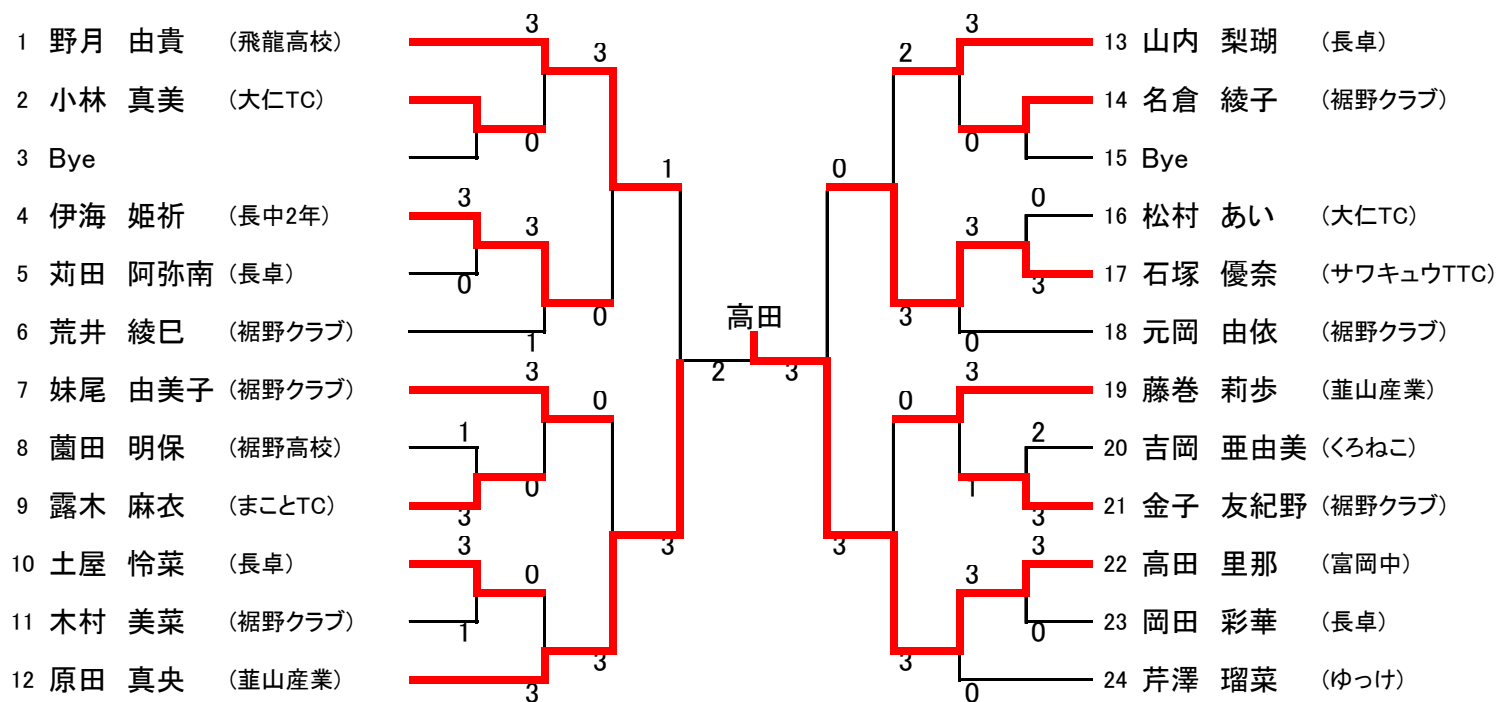 1 野月 由貴 (飛龍高校)
2 小林 真美 (大仁TC)
3 Bye
4 伊海 姫祈 (長中2年)
5 苅田 阿弥南 (長卓)
6 荒井 綾巳 (裾野クラブ)
7 妹尾 由美子 (裾野クラブ)
8 薗田 明保 (裾野高校)
9 露木 麻衣 (まことTC)
10 土屋 怜菜 (長卓)
11 木村 美菜 (裾野クラブ)
12 原田 真央 (韮山産業)
3
0
3
0
1
3
1
3
0
3
1
0
3
3
3
0
0
3
1
3
2
高田
3
0
3
2
3
0
3
3
0
0
3
3
0
3
2
3
1
3
3
0
0
13 山内 梨瑚 (長卓)
14 名倉 綾子 (裾野クラブ)
15 Bye
16 松村 あい (大仁TC)
17 石塚 優奈 (サワキュウTTC)
18 元岡 由依 (裾野クラブ)
19 藤巻 莉歩 (韮山産業)
20 吉岡 亜由美 (くろねこ)
21 金子 友紀野 (裾野クラブ)
22 高田 里那 (富岡中)
23 岡田 彩華 (長卓)
24 芹澤 瑠菜 (ゆっけ)